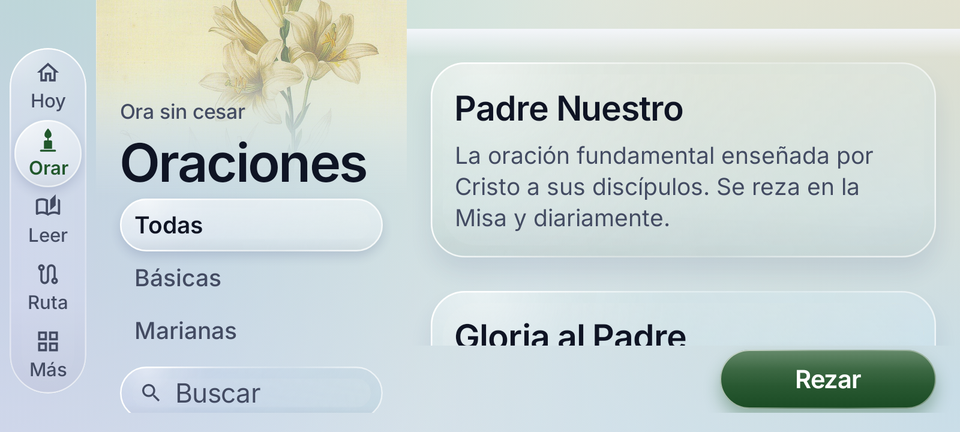 Hoy
Orar
Leer
Ruta
Más
Ora sin cesar
Oraciones
Todas
Básicas
Marianas
Buscar
Padre Nuestro
La oración fundamental enseñada por
Cristo a sus discípulos. Se reza en la
Misa y diariamente.
Gloria al Padre
Rezar